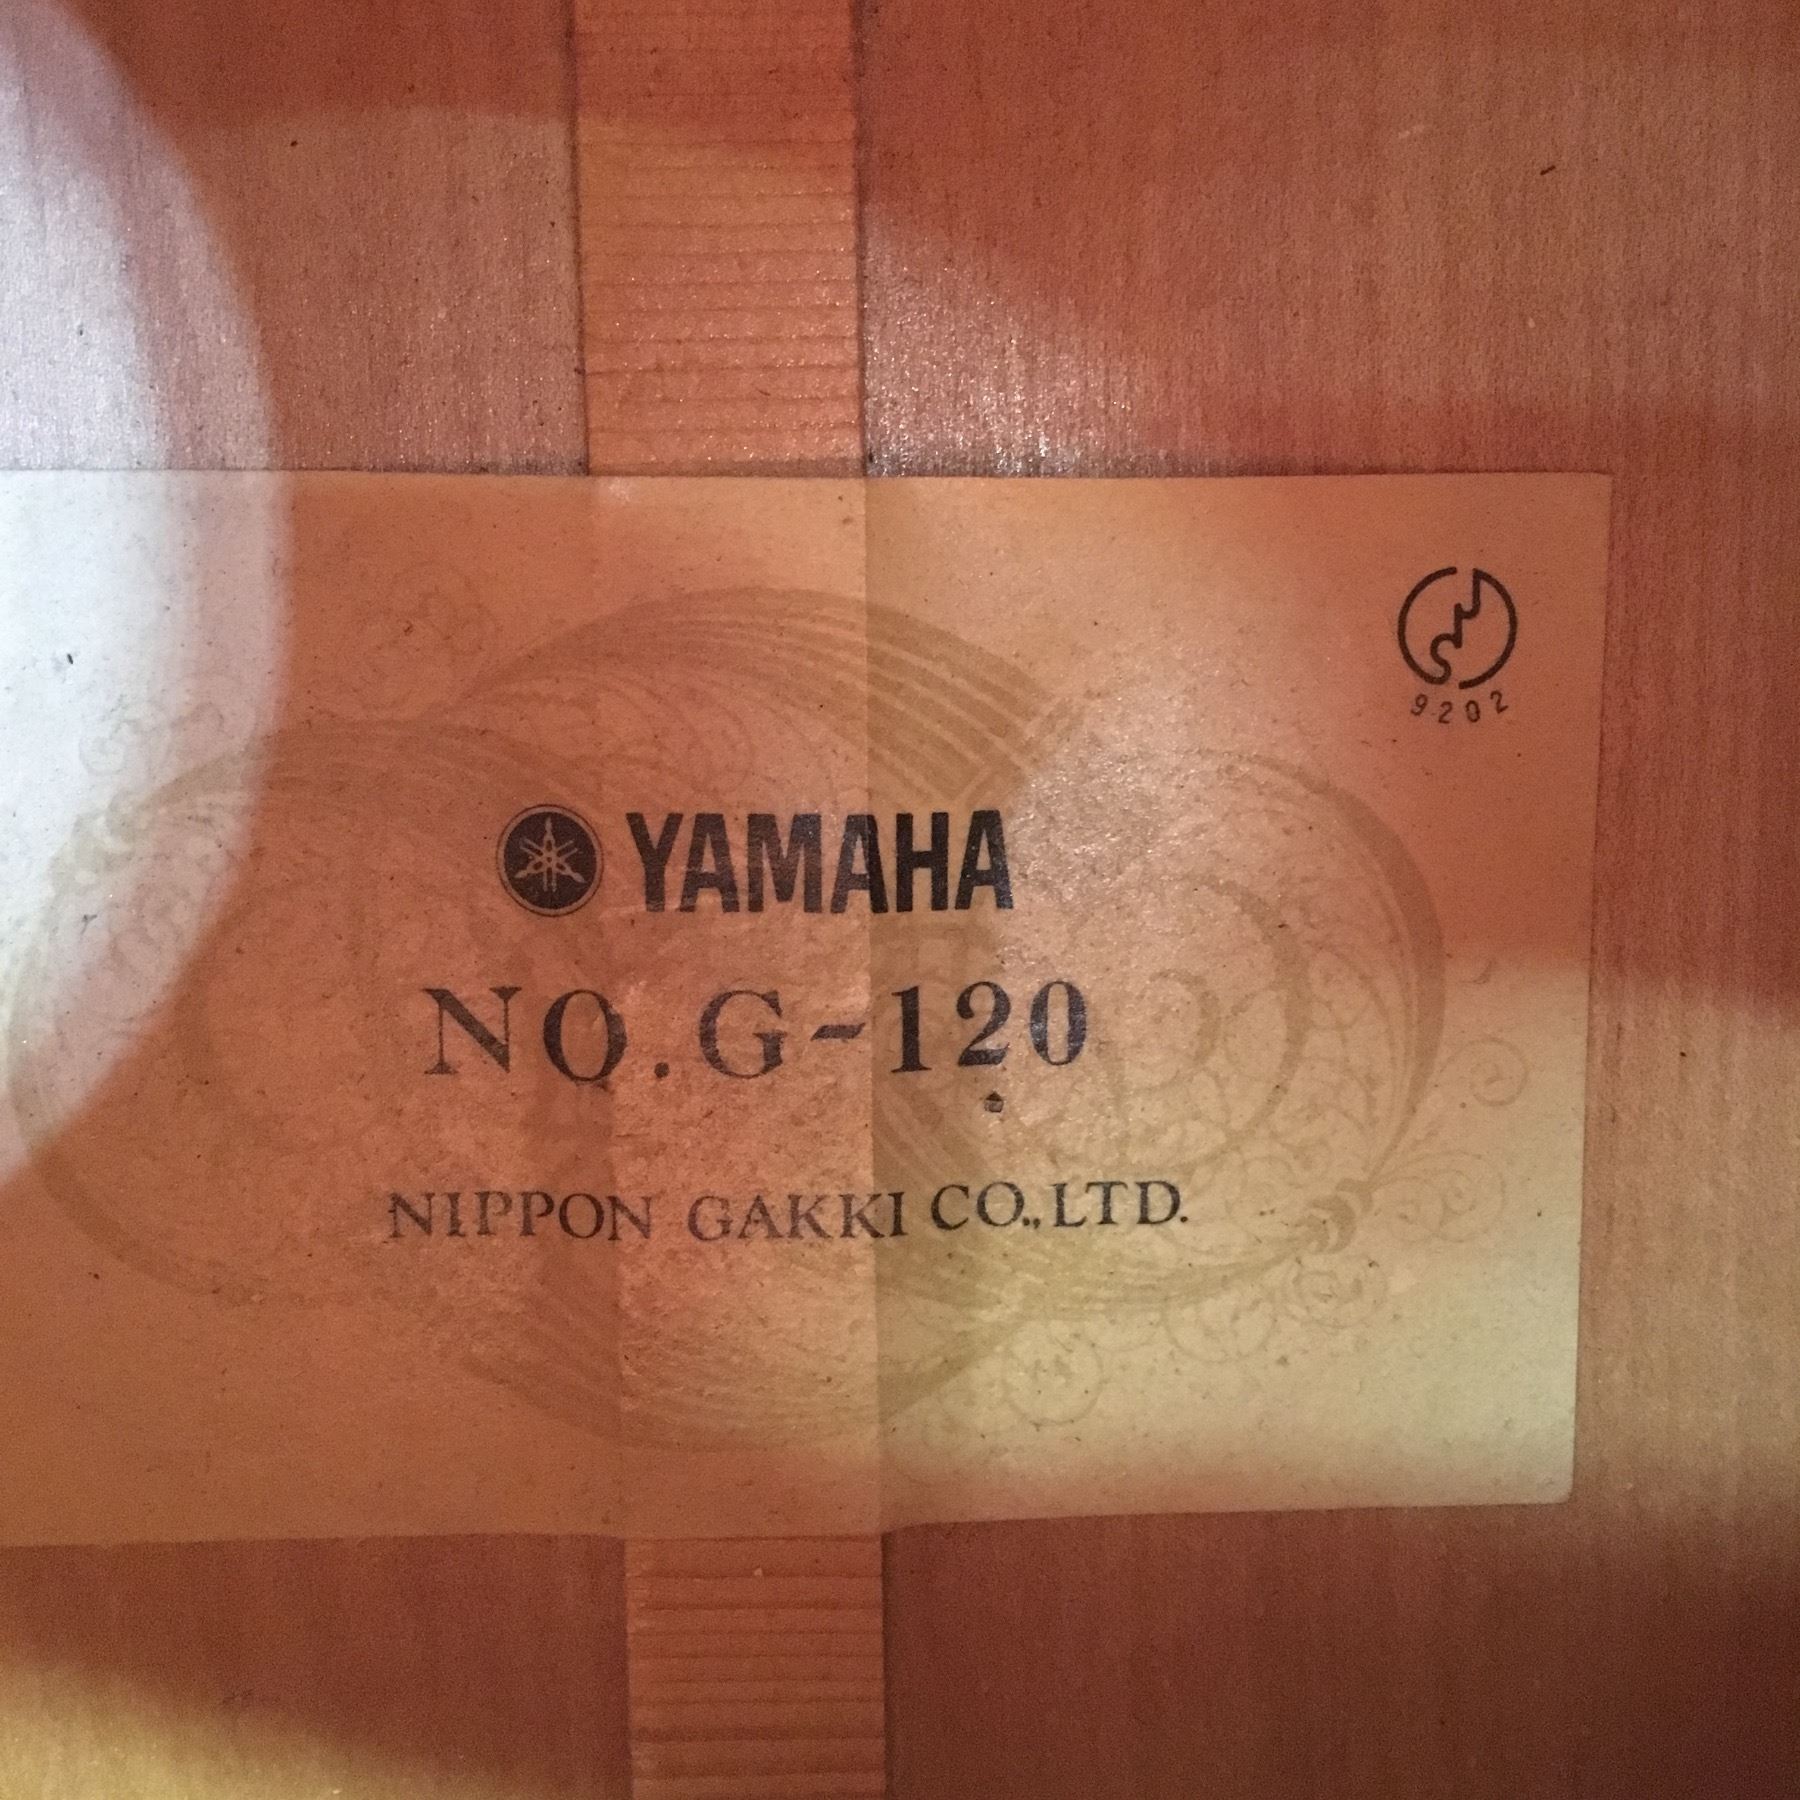 9202
YAMAHA
NO. G-120
NIPPON GAKKI CO., LTD.